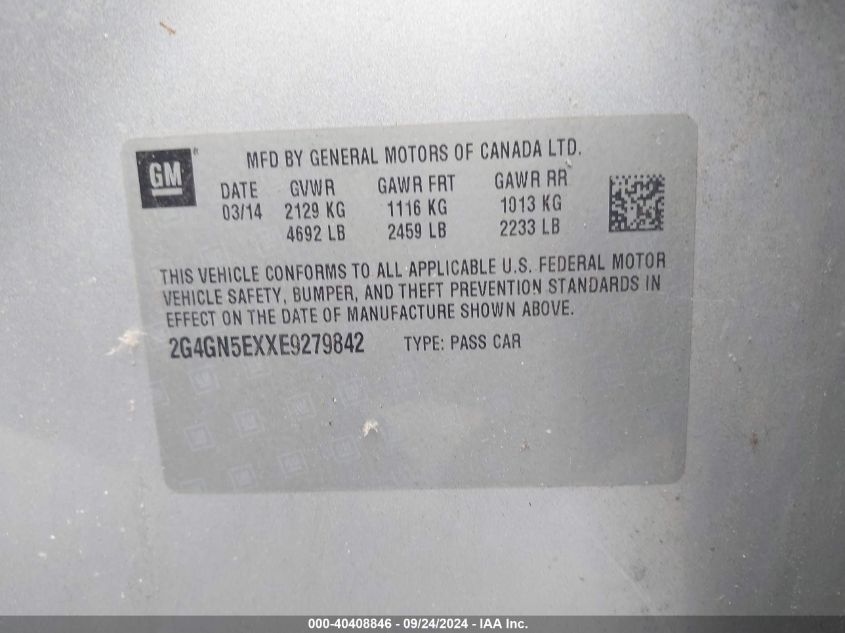 GM®
MFD BY GENERAL MOTORS OF CANADA LTD.
DATE GVWR GAWR FRT GAWR RR
03/14 2129 KG 1116 KG 1013 KG
4692 LB 2459 LB 2233 LB
THIS VEHICLE CONFORMS TO ALL APPLICABLE U.S. FEDERAL MOTOR
VEHICLE SAFETY, BUMPER, AND THEFT PREVENTION STANDARDS IN
EFFECT ON THE DATE OF MANUFACTURE SHOWN ABOVE.
2G4GN5EXXE9279842 TYPE: PASS CAR
000-40408846 - 09/24/2024 - IAA Inc.